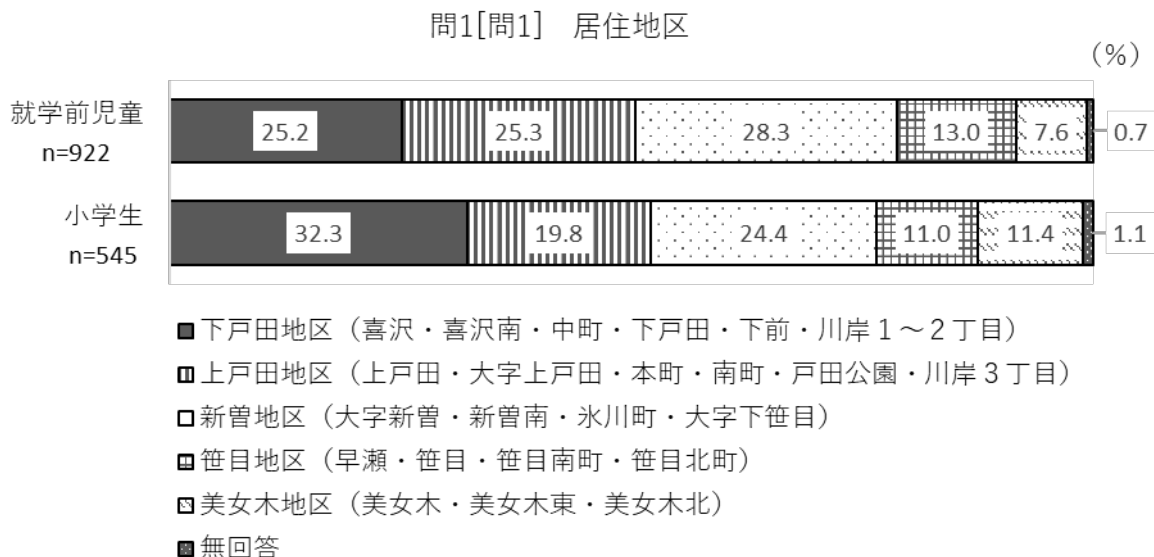 問1[問1]　居住地区
（%）
就学前児童
n=922
25.2 25.3 28.3 13.0 7.6 0.7
小学生
n=545
32.3 19.8 24.4 11.0 11.4 1.1
下戸田地区（喜沢・喜沢南・中町・下戸田・下前・川岸１～２丁目）
上戸田地区（上戸田・大字上戸田・本町・南町・戸田公園・川岸３丁目）
新曽地区（大字新曽・新曽南・氷川町・大字下笹目）
笹目地区（早瀬・笹目・笹目南町・笹目北町）
美女木地区（美女木・美女木東・美女木北）
無回答